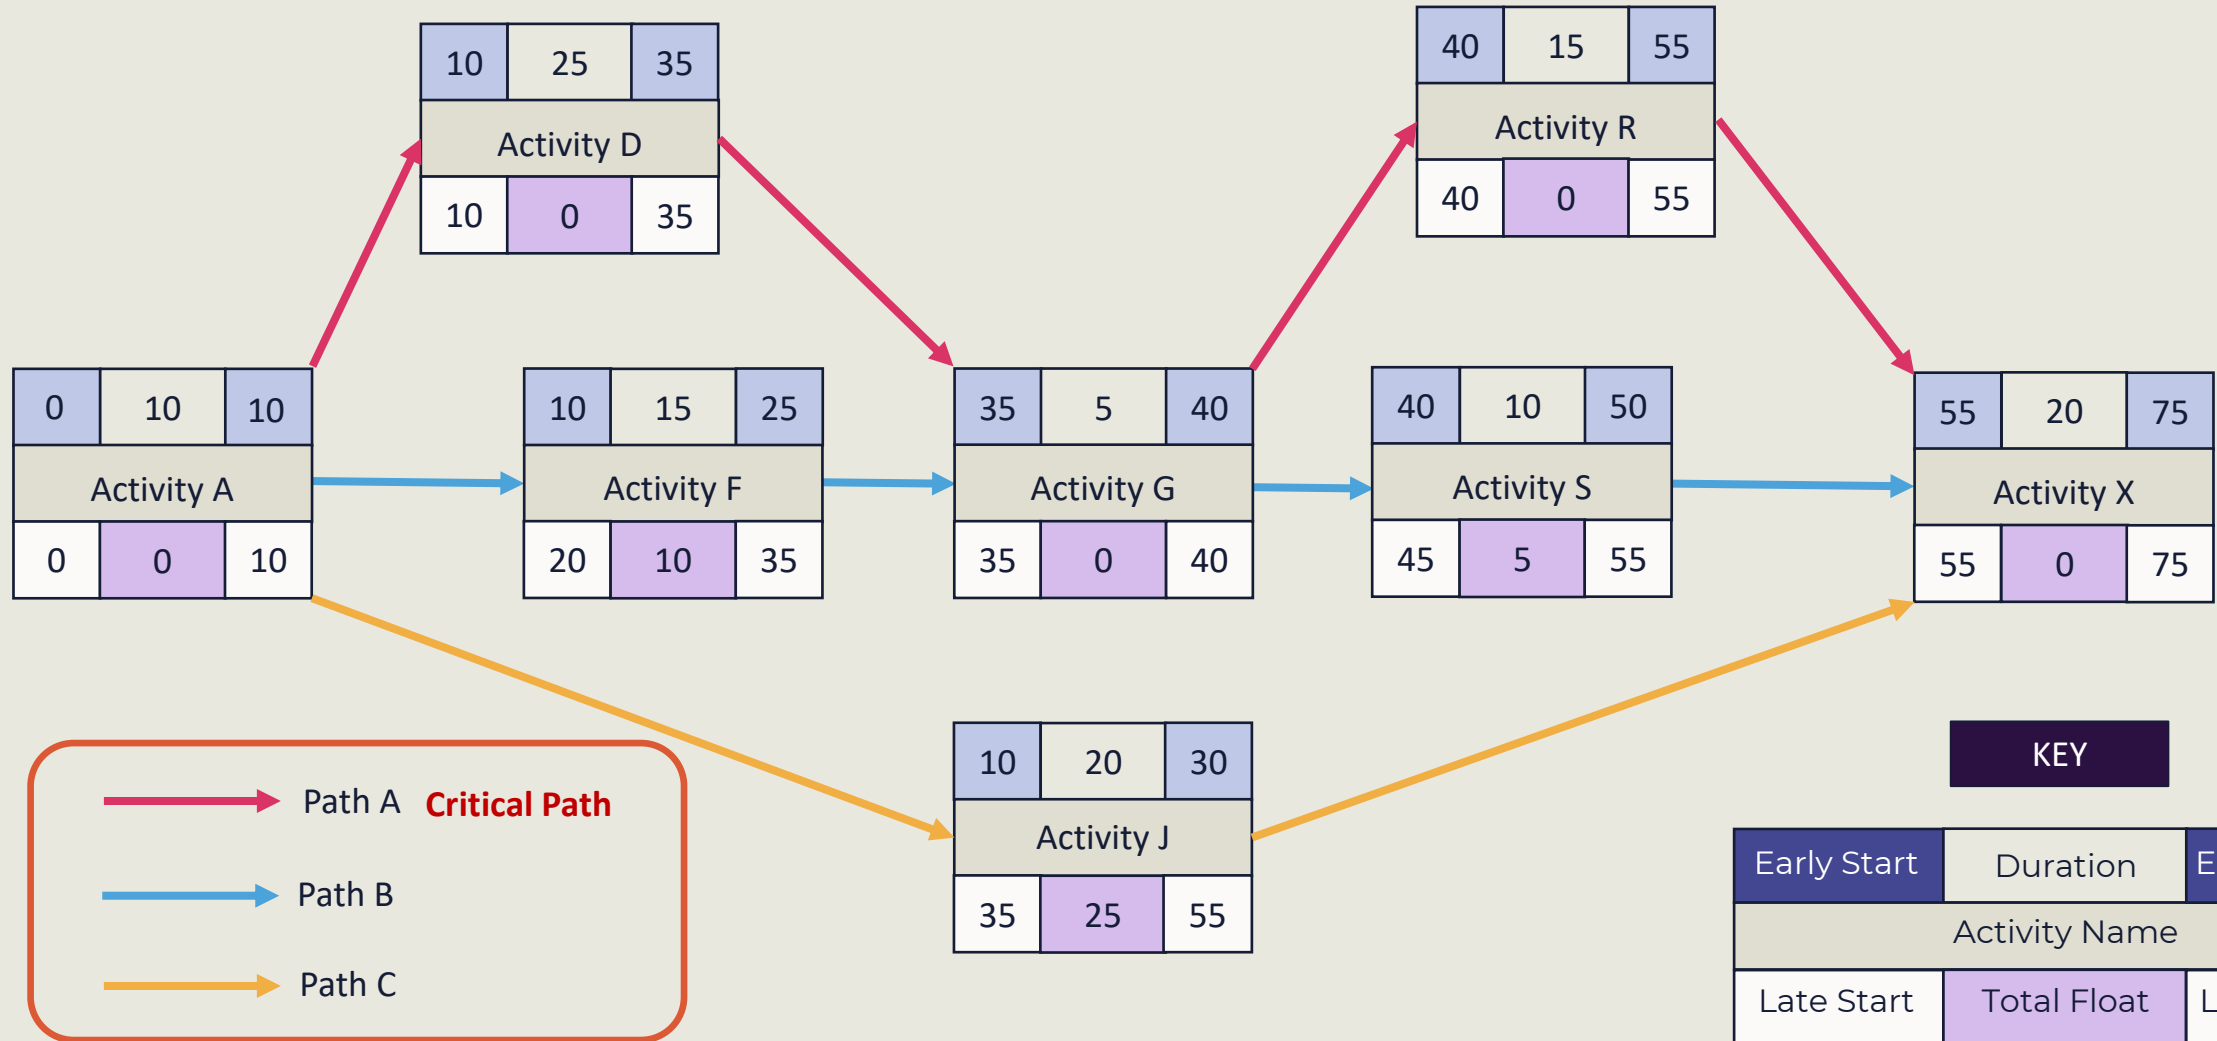 10 25 35
Activity D
10 0 35
40 15 55
Activity R
40 0 55
0 10 10
Activity A
0 0 10
10 15 25
Activity F
20 10 35
35 5 40
Activity G
35 0 40
40 10 50
Activity S
45 5 55
55 20 75
Activity X
55 0 75
10 20 30
Activity J
35 25 55
Path A Critical Path
Path B
Path C
KEY
Early Start Duration E
Activity Name
Late Start Total Float L